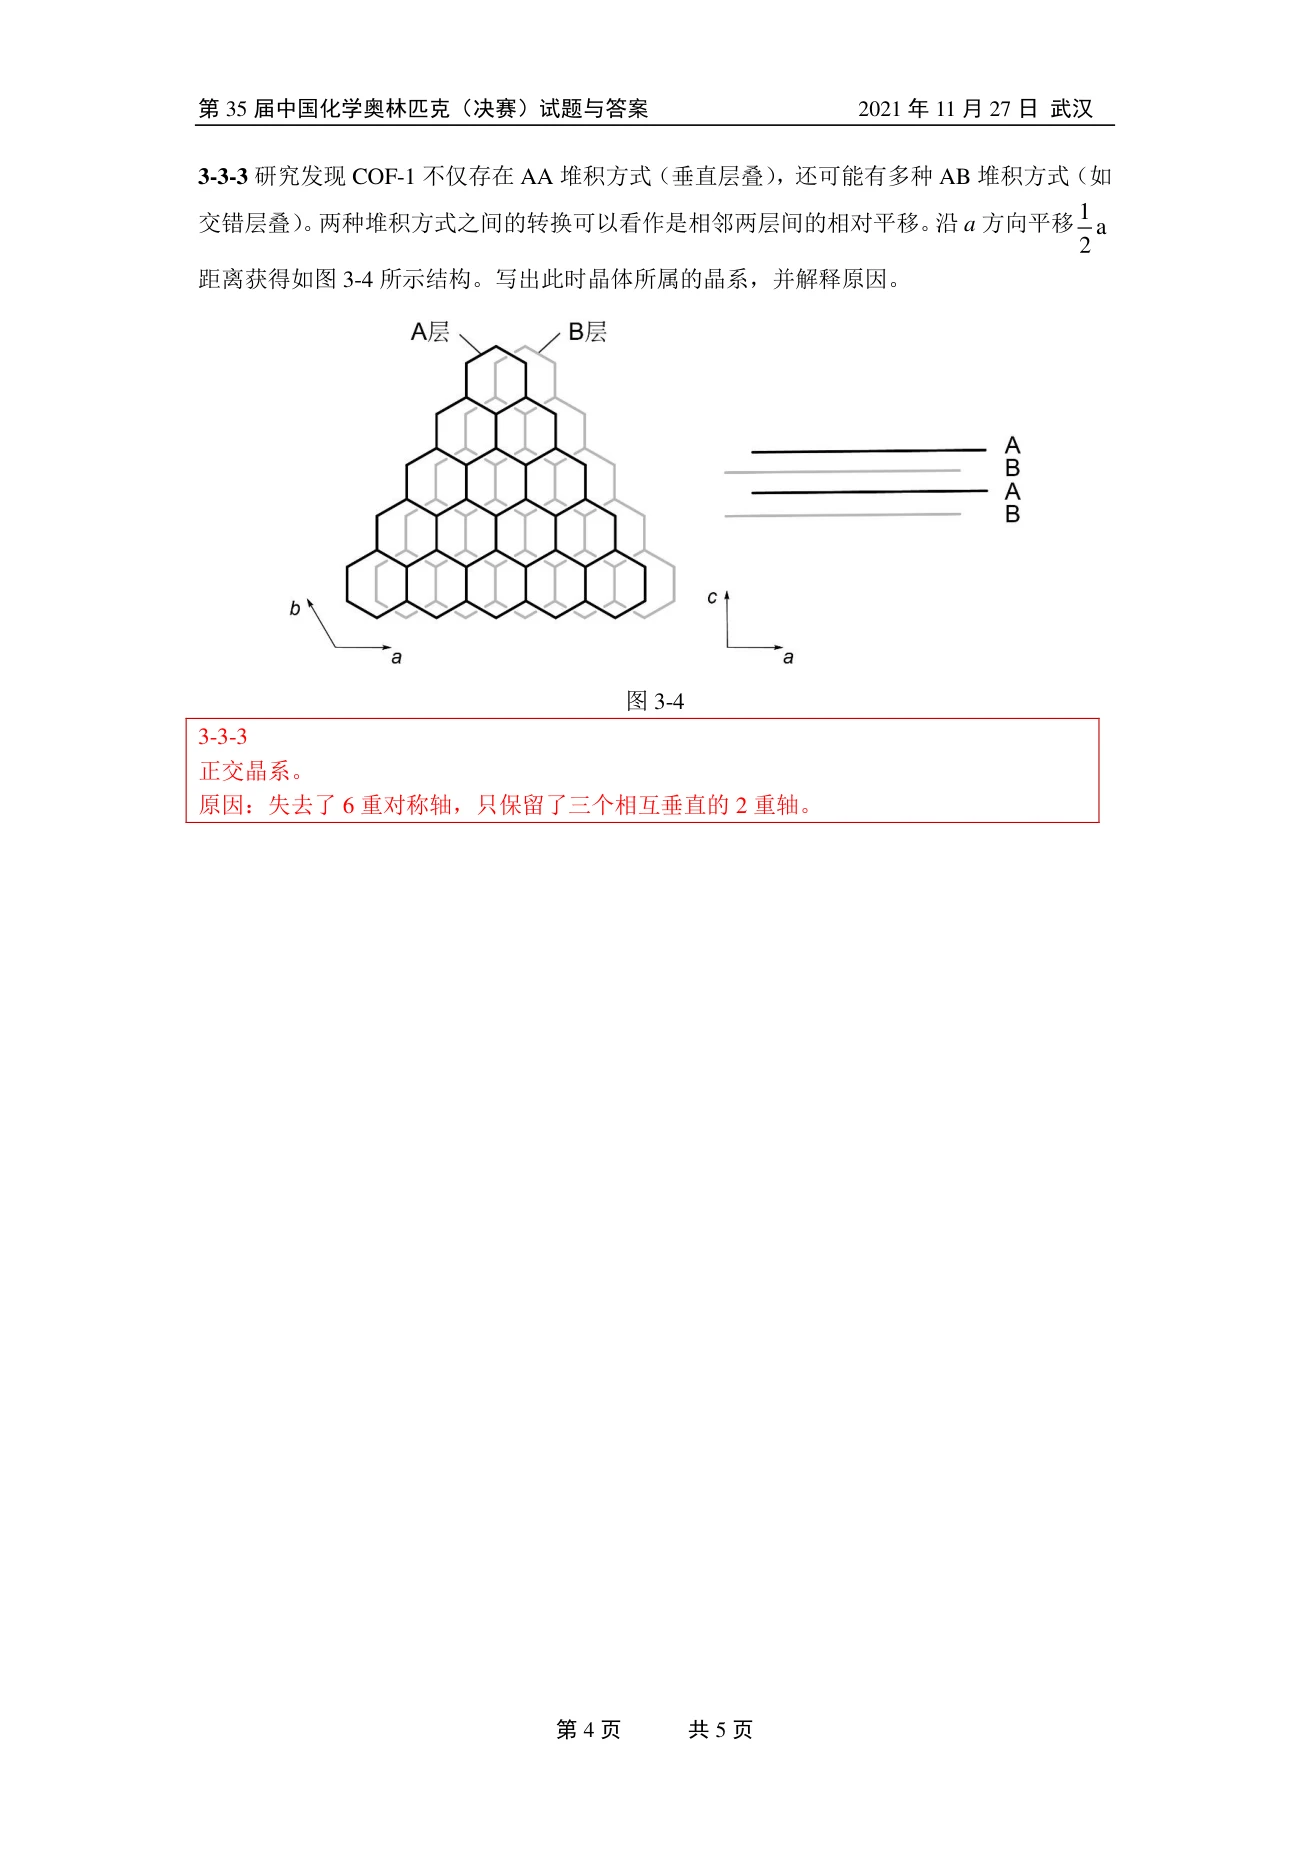 第 35 届中国化学奥林匹克（决赛）试题与答案 2021 年 11 月 27 日 武汉
3-3-3 研究发现 COF-1 不仅存在 AA 堆积方式（垂直层叠），还可能有多种 AB 堆积方式（如
交错层叠）。两种堆积方式之间的转换可以看作是相邻两层间的相对平移。沿 a 方向平移 1/2 a
距离获得如图 3-4 所示结构。写出此时晶体所属的晶系，并解释原因。
A层 B层
A
B
A
B
b
a
c
a
图 3-4
3-3-3
正交晶系。
原因：失去了 6 重对称轴，只保留了三个相互垂直的 2 重轴。
第 4 页 共 5 页